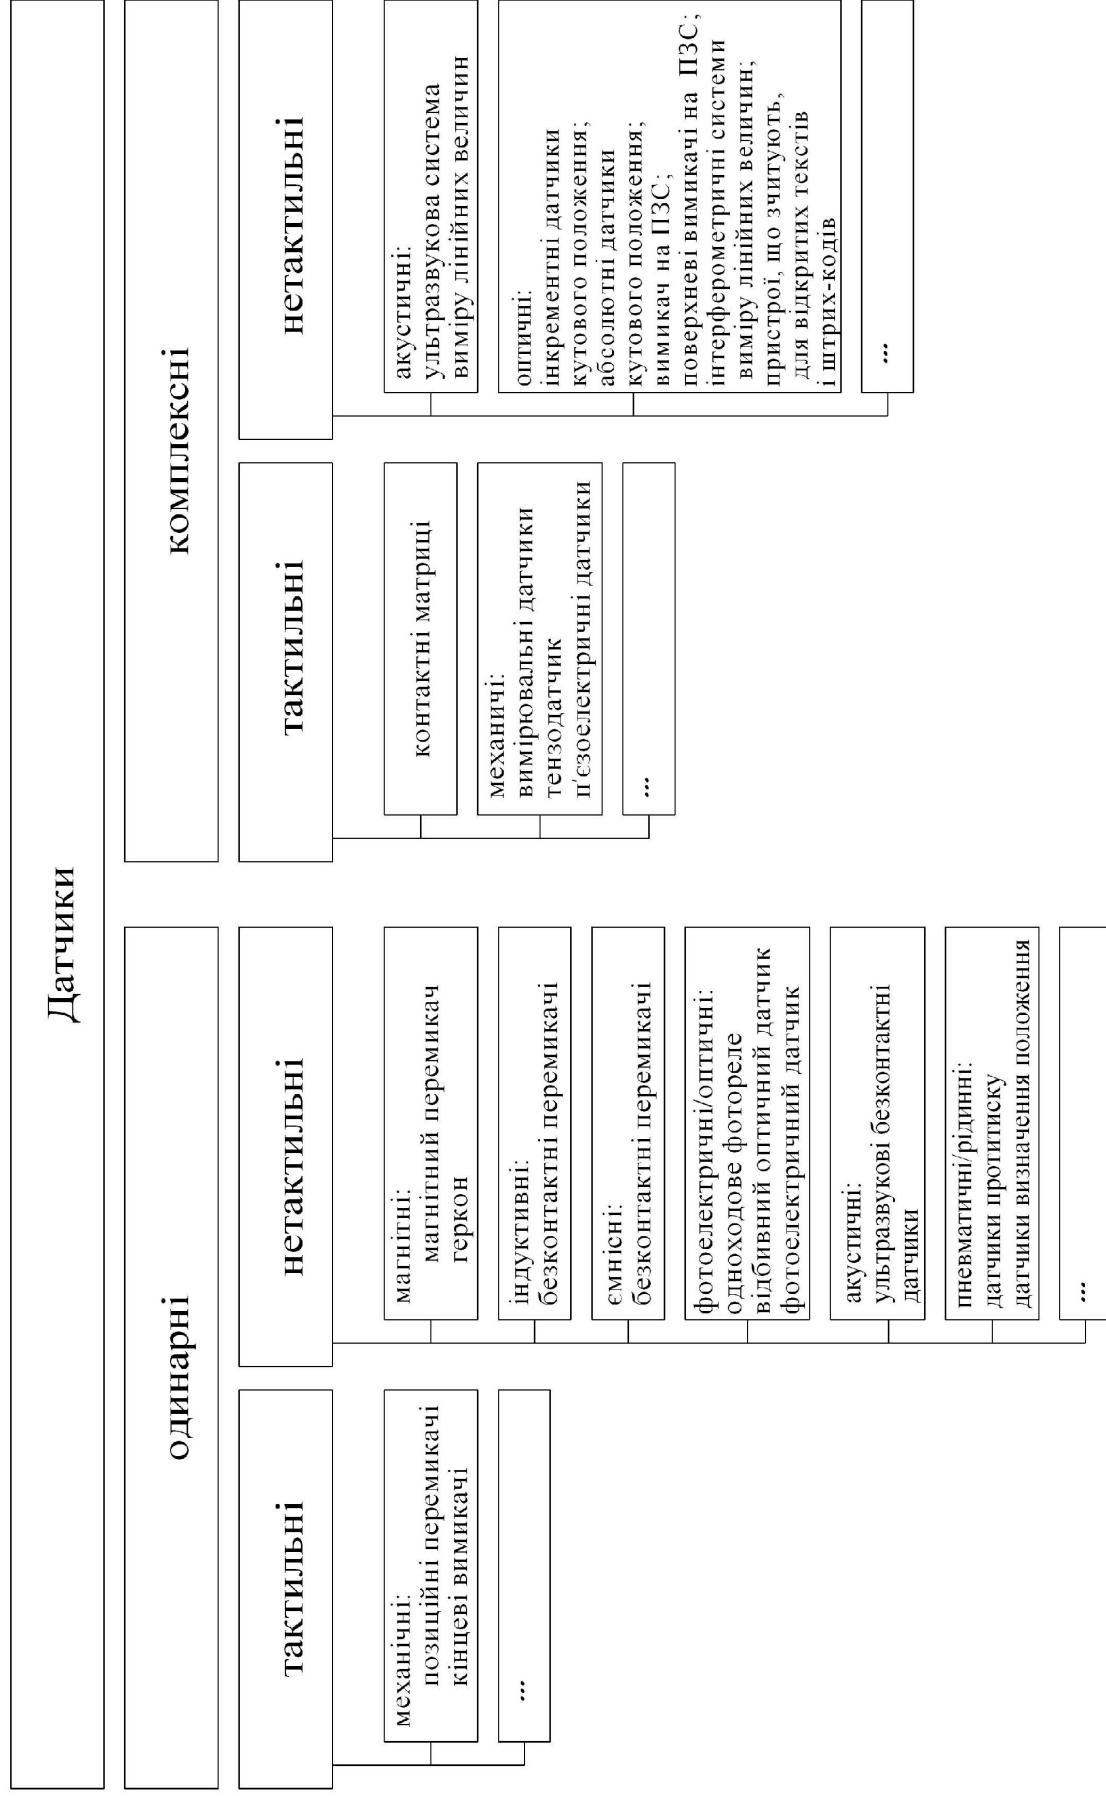 Датчики
одинарні
комплексні
тактильні
нетактильні
тактильні
нетактильні
механічні:
позиційні перемикачі
кінцеві вимикачі
...
магнітні:
магнітний перемикач
геркон
індуктивні:
безконтактні перемикачі
ємнісні:
безконтактні перемикачі
фотоелектричні/оптичні:
одноходове фотореле
відбивний оптичний датчик
фотоелектричний датчик
акустичні:
ультразвукові безконтактні
датчики
пневматичні/рідинні:
датчики протитиску
датчики визначення положення
...
контактні матриці
механичі:
вимірювальні датчики
тензодатчик
п'єзоелектричні датчики
...
акустичні:
ультразвукова система
виміру лінійних величин
оптичні:
інкрементні датчики
кутового положення;
абсолютні датчики
кутового положення;
вимикач на ПЗС;
поверхневі вимикачі на ПЗС;
інтерферометричні системи
виміру лінійних величин;
пристрої, що зчитують,
для відкритих текстів
і штрих-кодів
...